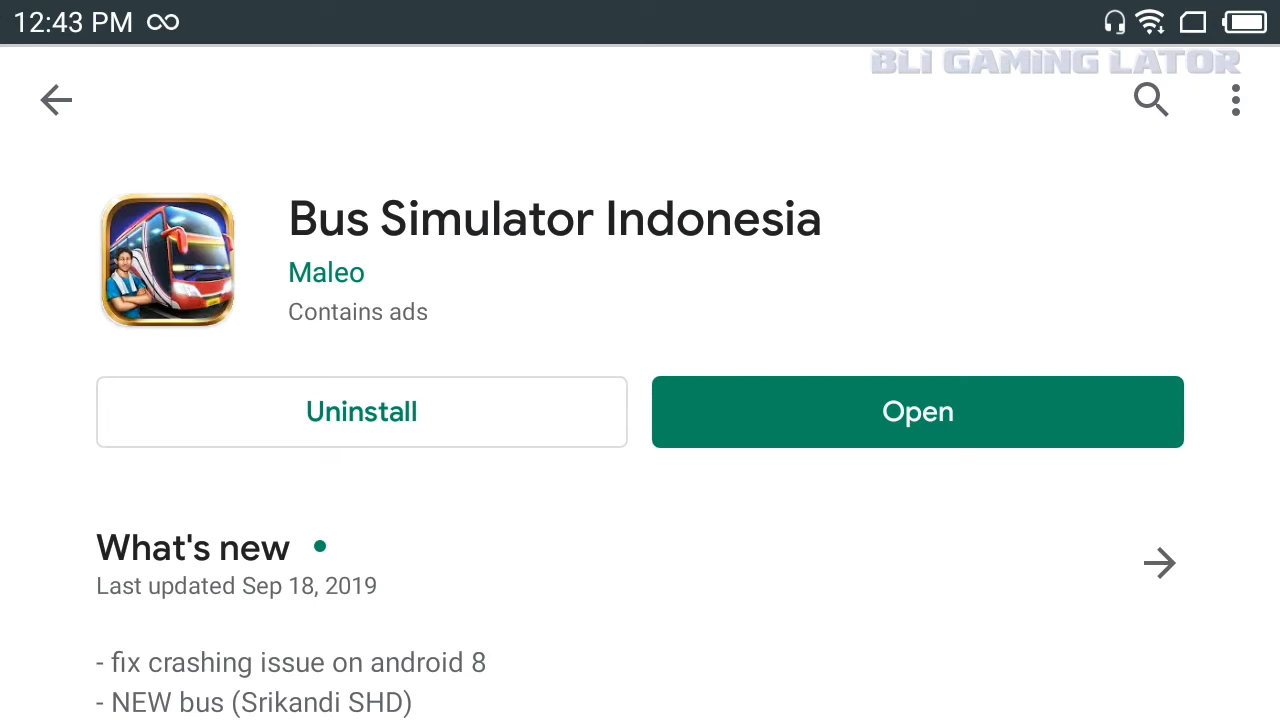 12:43 PM
BLI GAMING LATOR
Bus Simulator Indonesia
Maleo
Contains ads
Uninstall
Open
What's new
Last updated Sep 18, 2019
- fix crashing issue on android 8
- NEW bus (Srikandi SHD)